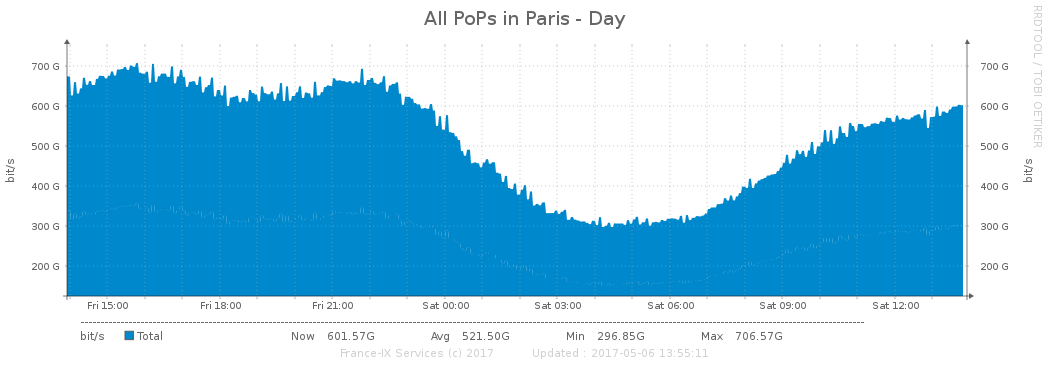 All PoPs in Paris - Day
RRDTOOL / TOBI OETIKER
bit/s
700 G
600 G
500 G
400 G
300 G
200 G
700 G
600 G
500 G
400 G
300 G
200 G
bit/s
Fri 15:00 Fri 18:00 Fri 21:00 Sat 00:00 Sat 03:00 Sat 06:00 Sat 09:00 Sat 12:00
bit/s Total Now 601.57G Avg 521.50G Min 296.85G Max 706.57G
France-IX Services (c) 2017 Updated : 2017-05-06 13:55:11